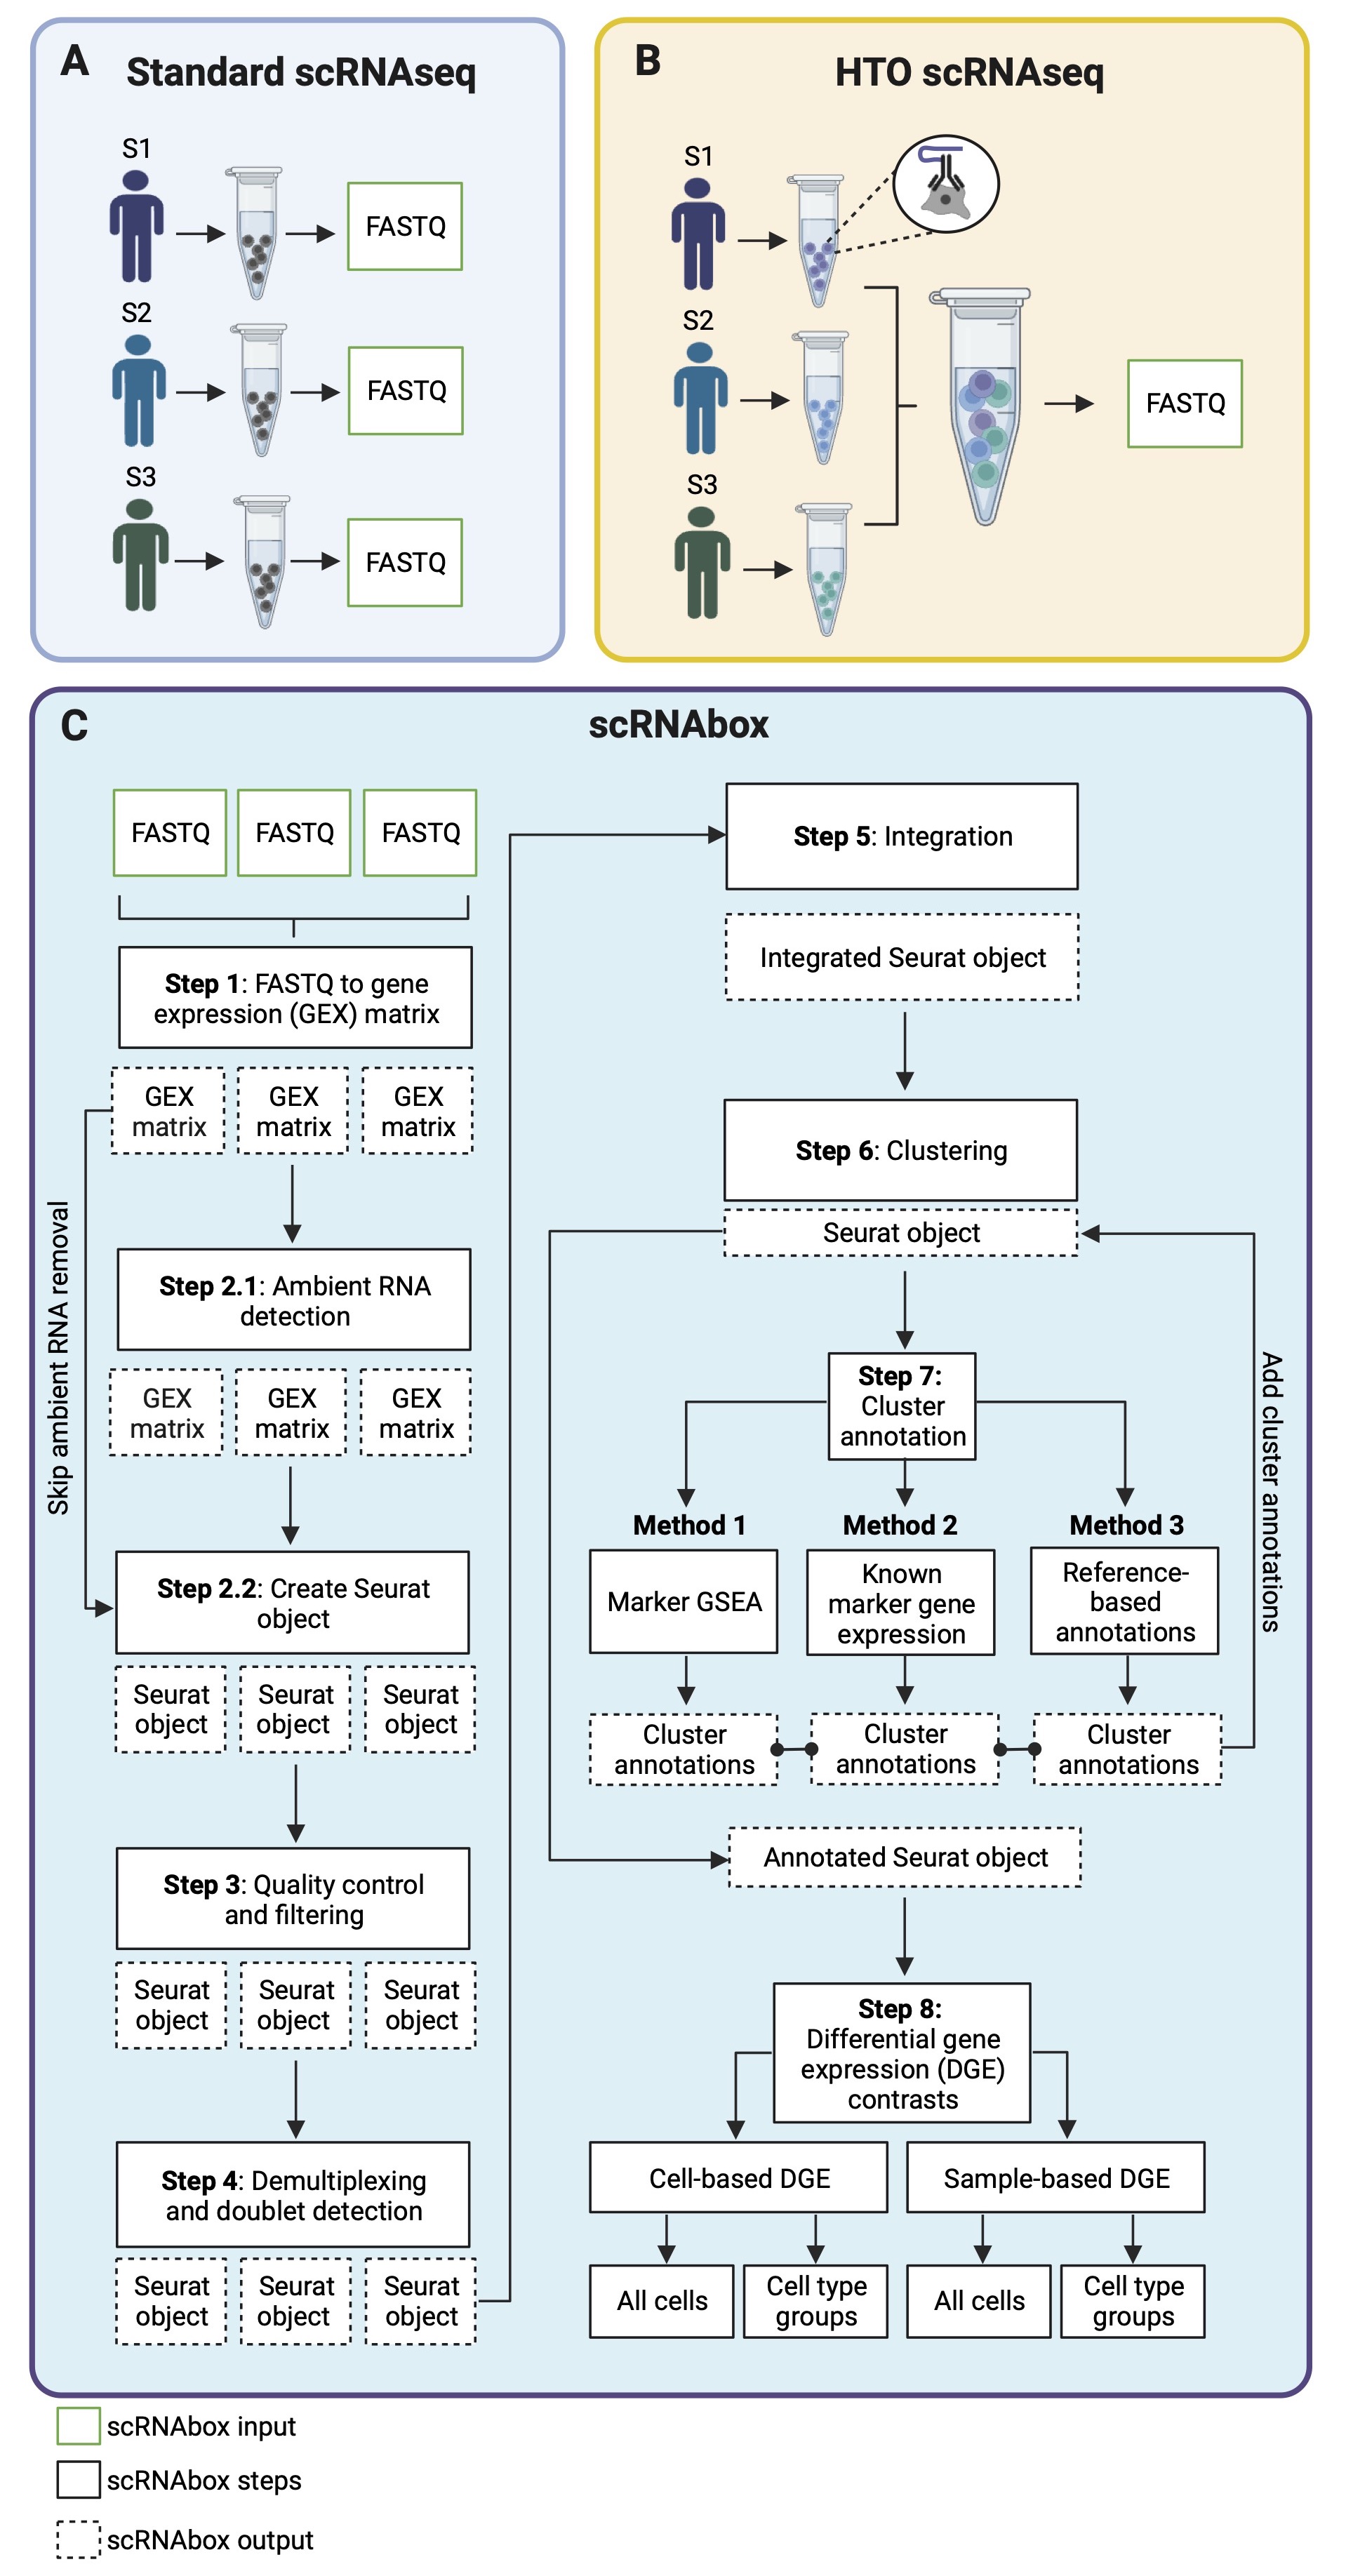 A
Standard scRNAseq
S1
FASTQ
S2
FASTQ
S3
FASTQ
B
HTO scRNAseq
S1
S2
S3
FASTQ
C
scRNAbox
FASTQ
FASTQ
FASTQ
Step 1: FASTQ to gene
expression (GEX) matrix
GEX
matrix
GEX
matrix
GEX
matrix
Skip ambient RNA removal
Step 2.1: Ambient RNA
detection
GEX
matrix
GEX
matrix
GEX
matrix
Step 2.2: Create Seurat
object
Seurat
object
Seurat
object
Seurat
object
Step 3: Quality control
and filtering
Seurat
object
Seurat
object
Seurat
object
Step 4: Demultiplexing
and doublet detection
Seurat
object
Seurat
object
Seurat
object
Step 5: Integration
Integrated Seurat object
Step 6: Clustering
Seurat object
Step 7:
Cluster
annotation
Add cluster annotations
Method 1
Marker GSEA
Cluster
annotations
Method 2
Known
marker gene
expression
Cluster
annotations
Method 3
Reference-
based
annotations
Cluster
annotations
Annotated Seurat object
Step 8:
Differential gene
expression (DGE)
contrasts
Cell-based DGE
All cells
Cell type
groups
Sample-based DGE
All cells
Cell type
groups
scRNAbox input
scRNAbox steps
scRNAbox output